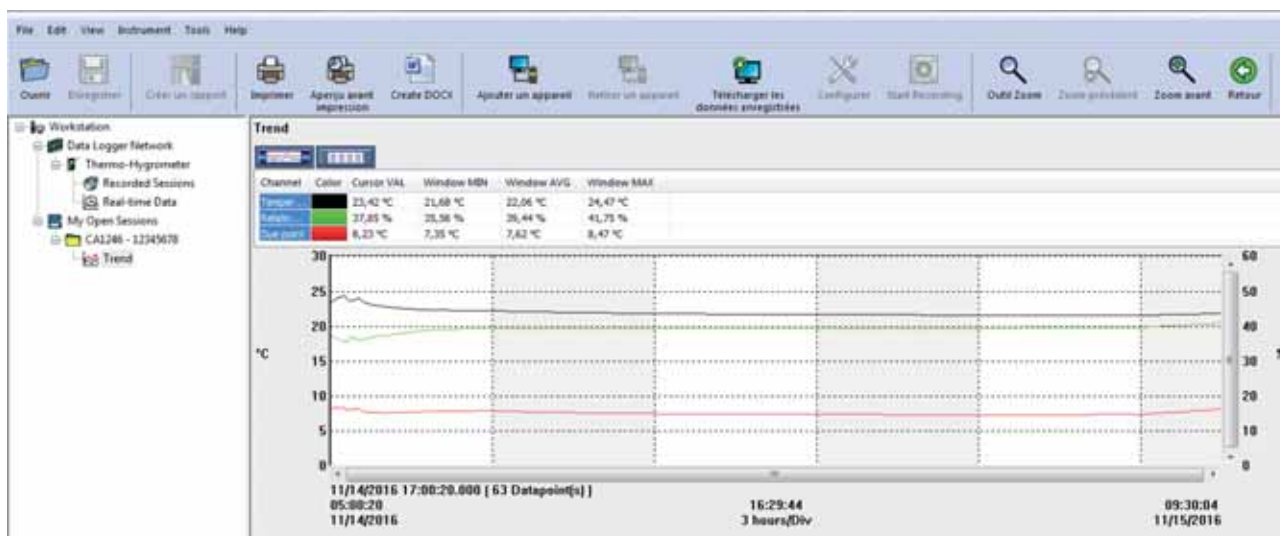 File Edit View Instrument Tools Help
Ouvrir Enregistrer Créer un rapport Imprimer Aperçu avant impression Create DOCX Ajouter un appareil Retirer un appareil Télécharger les données enregistrées Configurer Start Recording Outil Zoom Zoom précédent Zoom avant Retour
Workstation
Data Logger Network
Thermo-Hygrometer
Recorded Sessions
Real-time Data
My Open Sessions
CA1246 - 12345678
Trend
Trend
Channel Color Cursor VAL Window MIN Window AVG Window MAX
Temper... 23,42 °C 21,68 °C 22,06 °C 24,47 °C
Relativ... 37,85 % 41,75 %
Due point 8,23 °C 7,35 °C 7,62 °C 8,47 °C
30 60
25 50
20 40
°C
15 30
10 20
5 10
0 0
11/14/2016 17:00:20.000 [ 63 Datapoint(s) ]
05:00:20 16:29:44 09:30:04
11/14/2016 3 hours/Div 11/15/2016